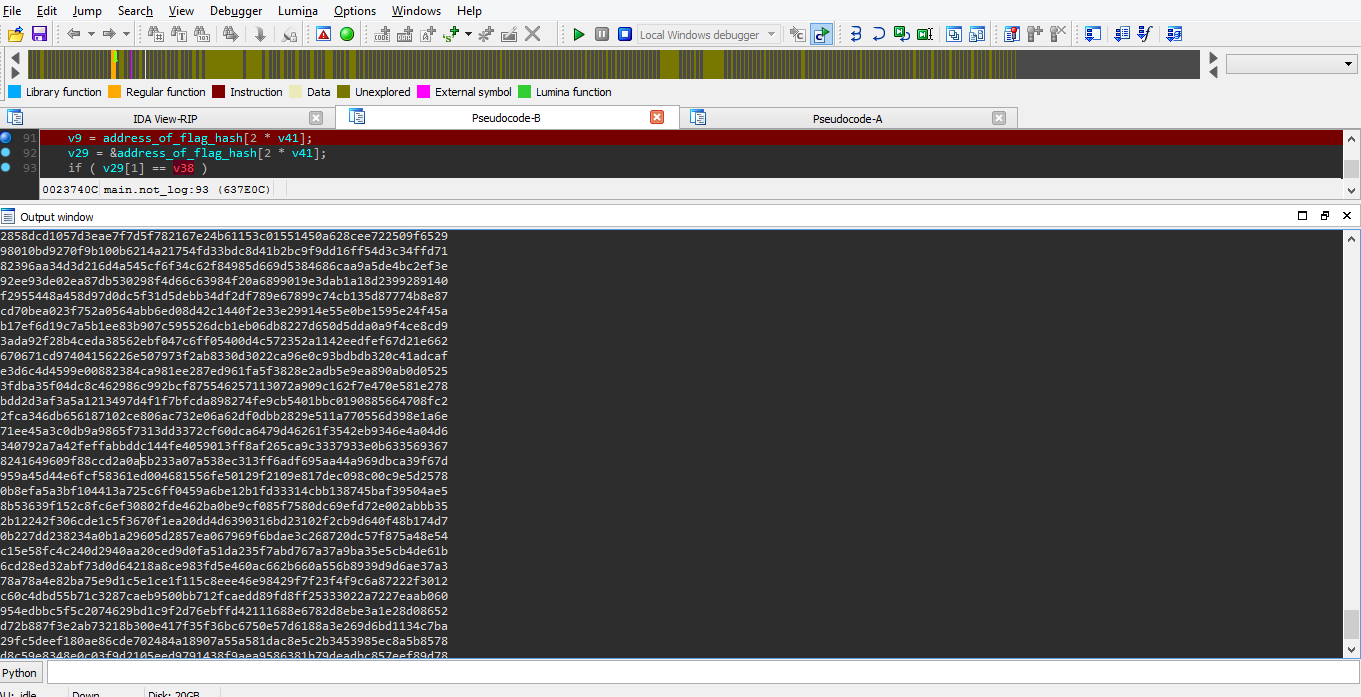 File Edit Jump Search View Debugger Lumina Options Windows Help
Local Windows debugger
Library function Regular function Instruction Data Unexplored External symbol Lumina function
IDA View-RIP Pseudocode-B Pseudocode-A
91 v9 = address_of_flag_hash[2 * v41];
92 v29 = &address_of_flag_hash[2 * v41];
93 if ( v29[1] == v38 )
0023740C main.not_log:93 (637E0C)
Output window
2858dcd1057d3eae7f7d5f782167e24b61153c01551450a628cee722509f6529
98010bd9270f9b100b6214a21754fd33bdc8d41b2bc9f9dd16ff54d3c34ffd71
82396aa34d3d216d4a545cf6f34c62f84985d669d5384686caa9a5de4bc2ef3e
92ee93de02ea87db530298f4d66c63984f20a6899019e3dab1a18d2399289140
f2955448a458d97d0dc5f31d5debb34df2df789e67899c74cb135d87774b8e87
cd70bea023f752a0564abb6ed08d42c1440f2e33e29914e55e0be1595e24f45a
b17ef6d19c7a5b1ee83b907c595526dcb1eb06db8227d650d5dda0a9f4ce8cd9
3ada92f28b4ceda38562ebf047c6ff05400d4c572352a1142eedfef67d21e662
670671cd97404156226e507973f2ab8330d3022ca96e0c93bdbdb320c41adcaf
e3d6c4d4599e00882384ca981ee287ed961fa5f3828e2adb5e9ea890ab0d0525
3fdba35f04dc8c462986c992bcf875546257113072a909c162f7e470e581e278
bdd2d3af3a5a1213497d4f1f7bfcda898274fe9cb5401bbc0190885664708fc2
2fca346db656187102ce806ac732e06a62df0dbb2829e511a770556d398e1a6e
71ee45a3c0db9a9865f7313dd3372cf60dca6479d46261f3542eb9346e4a04d6
340792a7a42feffabbddc144fe4059013ff8af265ca9c3337933e0b633569367
8241649609f88ccd2a0a5b233a07a538ec313ff6adf695aa44a969dbca39f67d
959a45d44e6fcf58361ed004681556fe50129f2109e817dec098c00c9e5d2578
0b8efa5a3bf104413a725c6ff0459a6be12b1fd33314cbb138745baf39504ae5
8b53639f152c8fc6ef30802fde462ba0be9cf085f7580dc69efd72e002abbb35
2b12242f306cde1c5f3670f1ea20dd4d6390316bd23102f2cb9d640f48b174d7
0b227dd238234a0b1a29605d2857ea067969f6bdae3c268720dc57f875a48e54
c15e58fc4c240d2940aa20ced9d0fa51da235f7abd767a37a9ba35e5cb4de61b
6cd28ed32abf73d0d64218a8ce983fd5e460ac662b660a556b8939d9d6ae37a3
78a78a4e82ba75e9d1c5e1ce1f115c8eee46e98429f7f23f4f9c6a87222f3012
c60c4dbd55b71c3287caeb9500bb712fcaedd89fd8ff25333022a7227eaab060
954edbbc5f5c2074629bd1c9f2d76ebffd42111688e6782d8ebe3a1e28d08652
d72b887f3e2ab73218b300e417f35f36bc6750e57d6188a3e269d6bd1134c7ba
29fc5deef180ae86cde702484a18907a55a581dac8e5c2b3453985ec8a5b8578
d8c59e8348e0c03f9d2105eed9791438f9aea9586381b79deadbc857eef89d78
Python
AU: idle Down Disk: 20GB